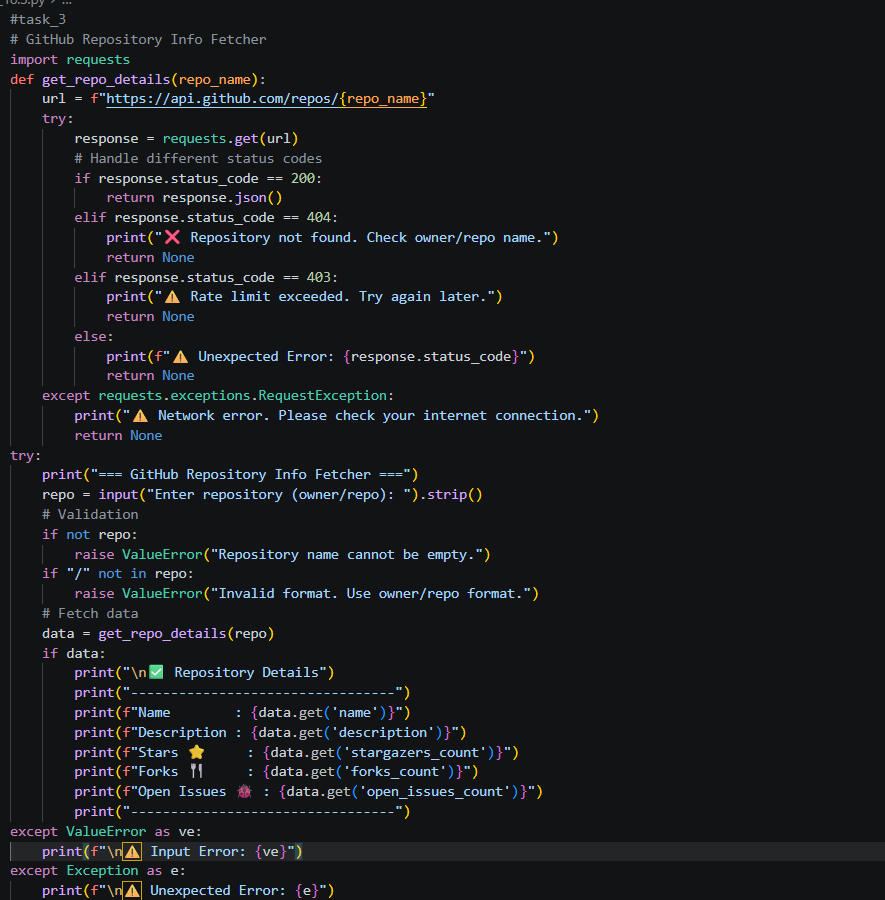 _16.3.py > ...
#task_3
# GitHub Repository Info Fetcher
import requests
def get_repo_details(repo_name):
    url = f"https://api.github.com/repos/{repo_name}"
    try:
        response = requests.get(url)
        # Handle different status codes
        if response.status_code == 200:
            return response.json()
        elif response.status_code == 404:
            print("❌ Repository not found. Check owner/repo name.")
            return None
        elif response.status_code == 403:
            print("⚠️ Rate limit exceeded. Try again later.")
            return None
        else:
            print(f"⚠️ Unexpected Error: {response.status_code}")
            return None
    except requests.exceptions.RequestException:
        print("⚠️ Network error. Please check your internet connection.")
        return None
try:
    print("=== GitHub Repository Info Fetcher ===")
    repo = input("Enter repository (owner/repo): ").strip()
    # Validation
    if not repo:
        raise ValueError("Repository name cannot be empty.")
    if "/" not in repo:
        raise ValueError("Invalid format. Use owner/repo format.")
    # Fetch data
    data = get_repo_details(repo)
    if data:
        print("\n✅ Repository Details")
        print("---------------------------------")
        print(f"Name        : {data.get('name')}")
        print(f"Description : {data.get('description')}")
        print(f"Stars ⭐     : {data.get('stargazers_count')}")
        print(f"Forks 🍴     : {data.get('forks_count')}")
        print(f"Open Issues 🐞 : {data.get('open_issues_count')}")
        print("---------------------------------")
except ValueError as ve:
    print(f"\n⚠️ Input Error: {ve}")
except Exception as e:
    print(f"\n⚠️ Unexpected Error: {e}")